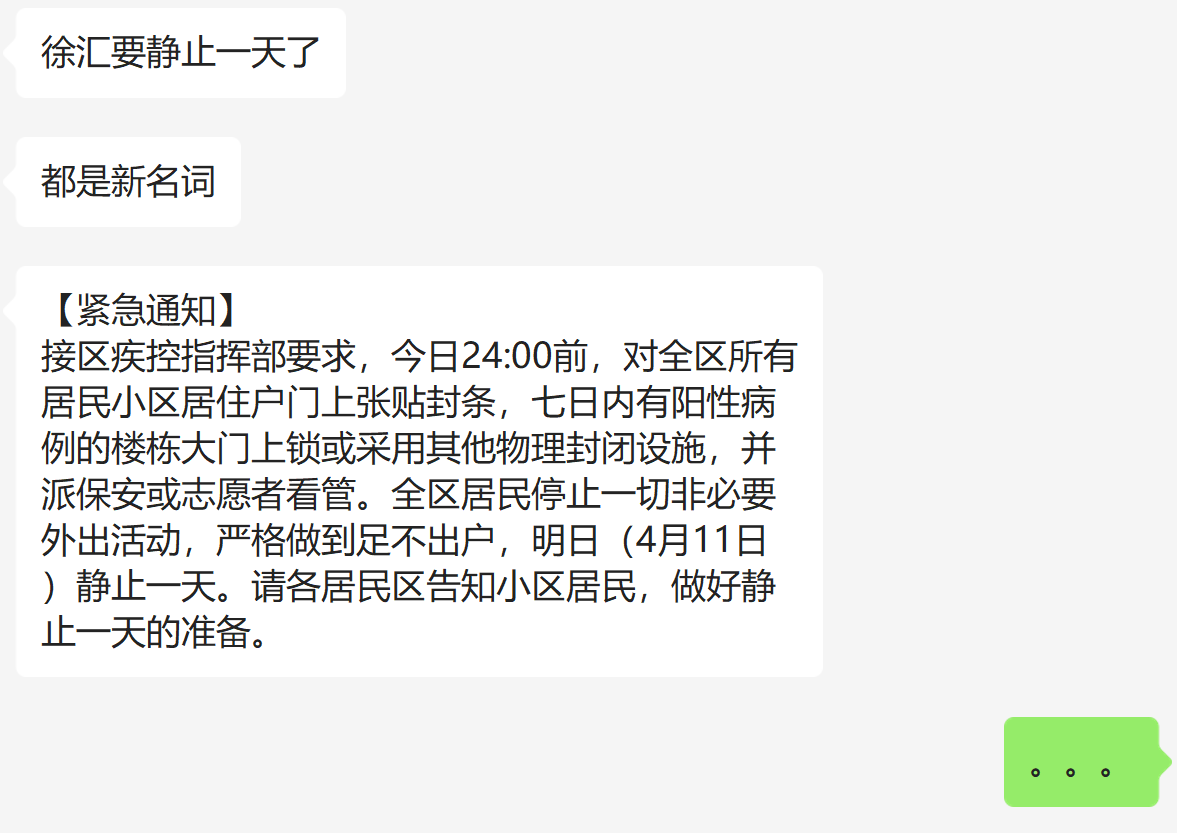 徐汇要静止一天了
都是新名词
【紧急通知】
接区疾控指挥部要求，今日24:00前，对全区所有
居民小区居住户门上张贴封条，七日内有阳性病
例的楼栋大门上锁或采用其他物理封闭设施，并
派保安或志愿者看管。全区居民停止一切非必要
外出活动，严格做到足不出户，明日（4月11日
）静止一天。请各居民区告知小区居民，做好静
止一天的准备。
。。。